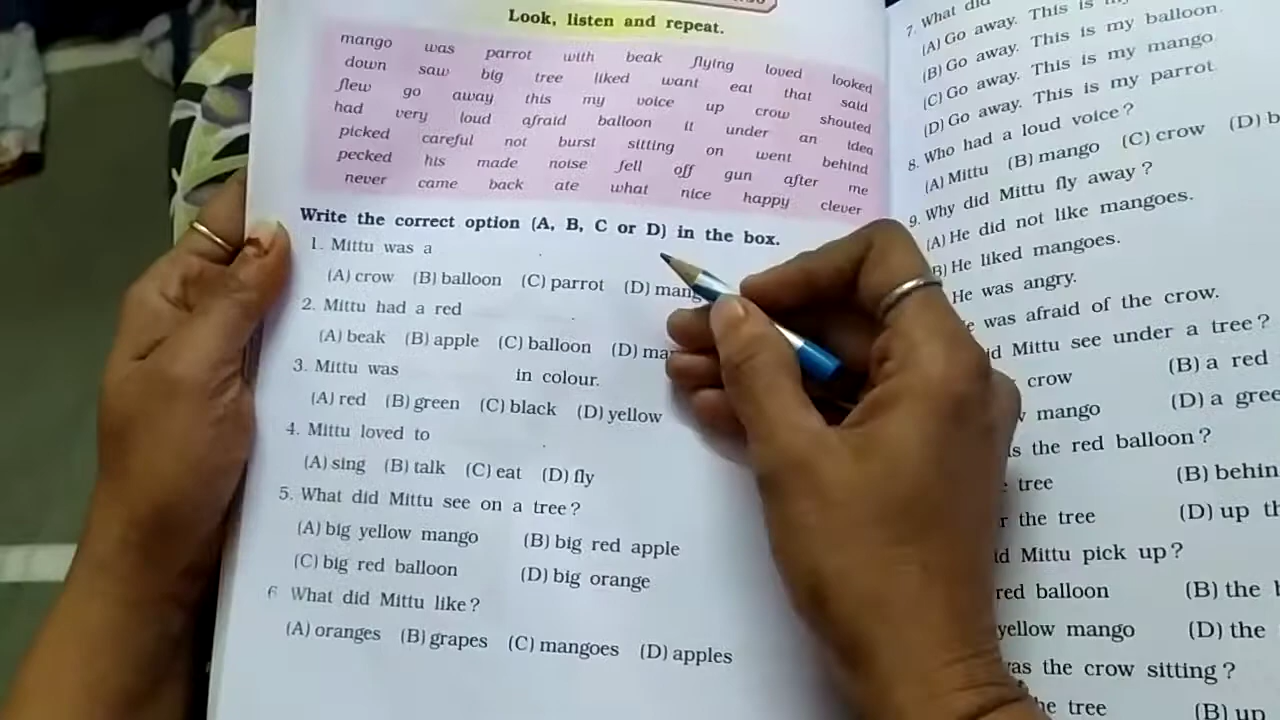 Look, listen and repeat.
mango was parrot with beak flying loved looked
down saw big tree liked want eat that said
flew go away this my voice up crow shouted
had very loud afraid balloon it under an idea
picked careful not burst sitting on went behind
pecked his made noise fell off gun after me
never came back ate what nice happy clever
Write the correct option (A, B, C or D) in the box.
1. Mittu was a
(A) crow (B) balloon (C) parrot (D)
2. Mittu had a red
(A) beak (B) apple (C) balloon (D)
3. Mittu was in colour.
(A) red (B) green (C) black (D) yellow
4. Mittu loved to
(A) sing (B) talk (C) eat (D) fly
5. What did Mittu see on a tree?
(A) big yellow mango (B) big red apple
(C) big red balloon (D) big orange
6 What did Mittu like?
(A) oranges (B) grapes (C) mangoes (D) apples
7. What did
(A) Go away. This is
(B) Go away. This is my balloon.
(C) Go away. This is my mango.
(D) Go away. This is my parrot.
8. Who had a loud voice?
(A) Mittu (B) mango (C) crow (D)
9. Why did Mittu fly away?
(A) He did not like mangoes.
B) He liked mangoes.
He was angry.
was afraid of the crow.
Mittu see under a tree?
crow (B) a red
mango (D) a
the red balloon?
tree (B)
the tree (D) up
Mittu pick up?
red balloon (B) the
yellow mango (D) the
the crow sitting?
tree (B) up